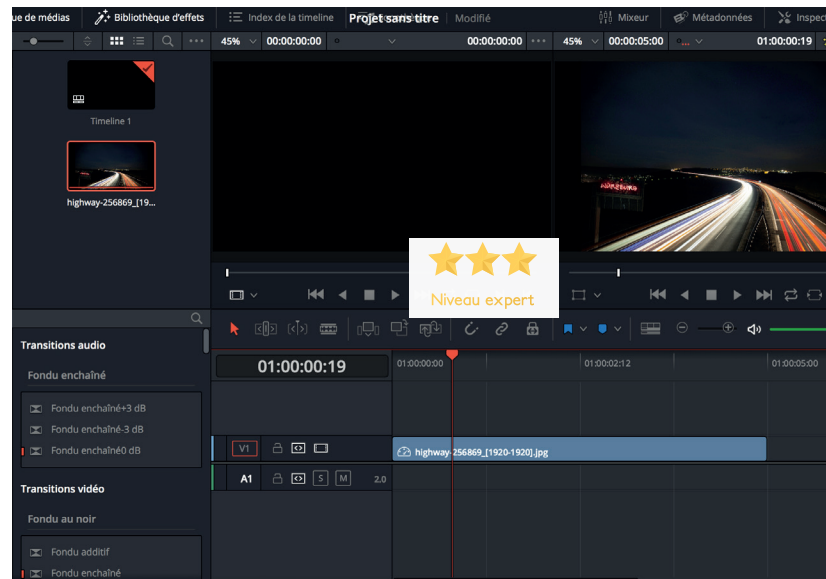 ue de médias Bibliothèque d'effets Index de la timeline Projet sans titre Modifié Mixeur Métadonnées Inspect
45% 00:00:00:00 00:00:00:00 45% 00:00:05:00 01:00:00:19
Timeline 1
highway-256869_[19...
Niveau expert
Transitions audio
Fondu enchaîné
Fondu enchaîné+3 dB
Fondu enchaîné-3 dB
Fondu enchaîné0 dB
Transitions vidéo
Fondu au noir
Fondu additif
Fondu enchaîné
01:00:00:19 01:00:00:00 01:00:02:12 01:00:05:00
V1 highway-256869_[1920-1920].jpg
A1 S M 2.0